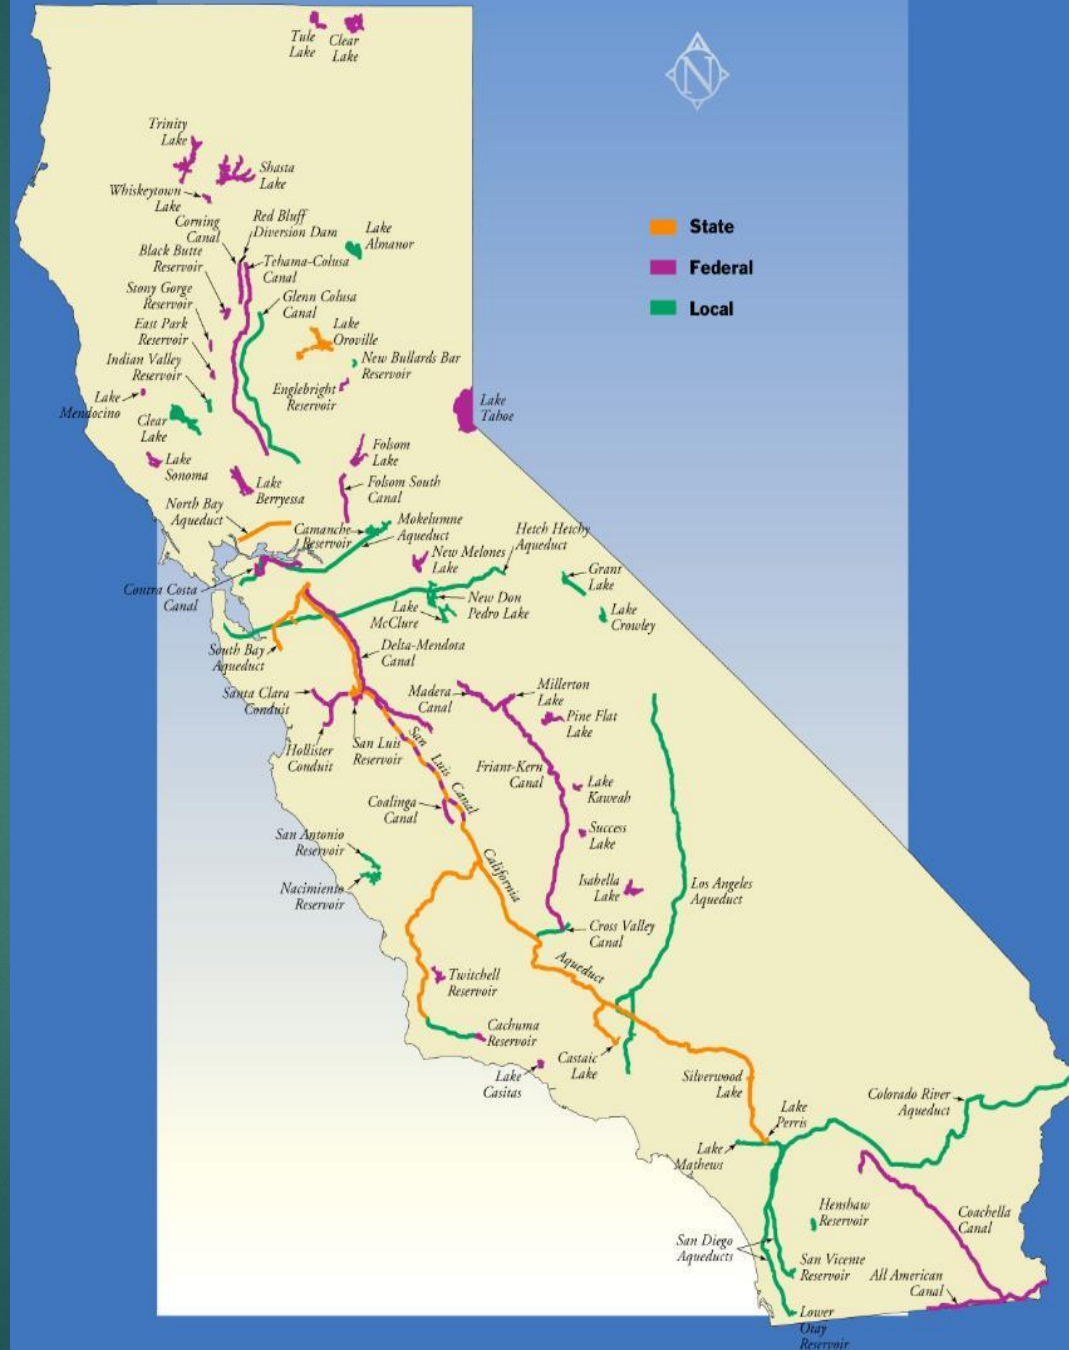 Tule
Lake
Clear
Lake
N
Trinity
Lake
Shasta
Lake
Whiskeytown
Lake
Corning
Canal
Red Bluff
Diversion Dam
Lake
Almanor
State
Federal
Local
Black Butte
Reservoir
Tehama-Colusa
Canal
Stony Gorge
Reservoir
Glenn Colusa
Canal
East Park
Reservoir
Lake
Oroville
Indian Valley
Reservoir
New Bullards Bar
Reservoir
Englebright
Reservoir
Lake
Mendocino
Lake
Tahoe
Clear
Lake
Lake
Sonoma
Folsom
Lake
Lake
Berryessa
Folsom South
Canal
North Bay
Aqueduct
Camanche
Reservoir
Mokelumne
Aqueduct
Hetch Hetchy
Aqueduct
New Melones
Lake
Grant
Lake
Contra Costa
Canal
New Don
Pedro Lake
Lake
McClure
Lake
Crowley
South Bay
Aqueduct
Delta-Mendota
Canal
Santa Clara
Conduit
Madera
Canal
Millerton
Lake
Pine Flat
Lake
Hollister
Conduit
San Luis
Reservoir
San Luis Canal
Friant-Kern
Canal
Lake
Kaweah
Coalinga
Canal
Success
Lake
San Antonio
Reservoir
California Aqueduct
Nacimiento
Reservoir
Isabella
Lake
Los Angeles
Aqueduct
Cross Valley
Canal
Twitchell
Reservoir
Cachuma
Reservoir
Castaic
Lake
Lake
Casitas
Silverwood
Lake
Lake
Perris
Colorado River
Aqueduct
Lake
Mathews
Henshaw
Reservoir
Coachella
Canal
San Diego
Aqueducts
San Vicente
Reservoir
All American
Canal
Lower
Otay
Reservoir